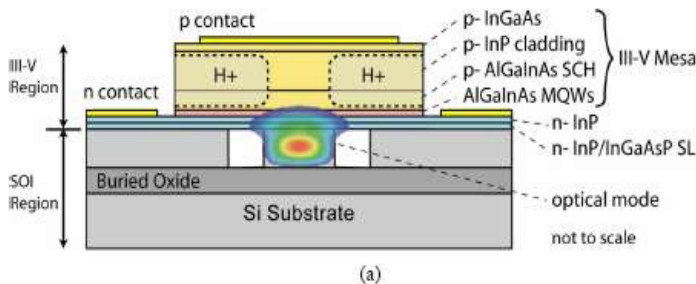 p contact
p- InGaAs
p- InP cladding
p- AlGaInAs SCH
AlGaInAs MQWs
III-V Mesa
III-V
Region
H+
H+
n contact
n- InP
n- InP/InGaAsP SL
SOI
Region
Buried Oxide
optical mode
Si Substrate
not to scale
(a)